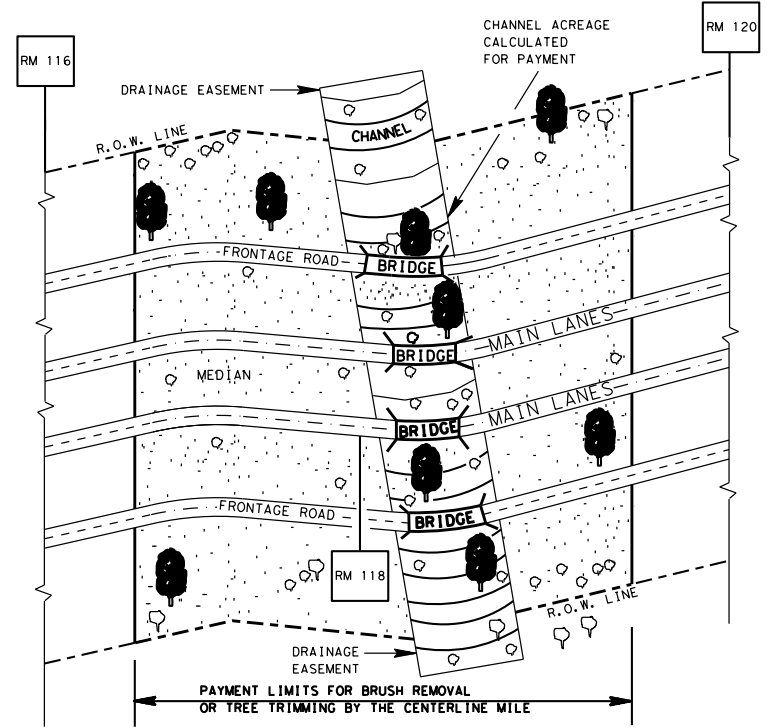 CHANNEL ACREAGE
CALCULATED
FOR PAYMENT
RM 120
RM 116
DRAINAGE EASEMENT
R.O.W. LINE
CHANNEL
FRONTAGE ROAD
BRIDGE
MAIN LANES
BRIDGE
MEDIAN
MAIN LANES
BRIDGE
FRONTAGE ROAD
BRIDGE
RM 118
R.O.W. LINE
DRAINAGE
EASEMENT
PAYMENT LIMITS FOR BRUSH REMOVAL
OR TREE TRIMMING BY THE CENTERLINE MILE